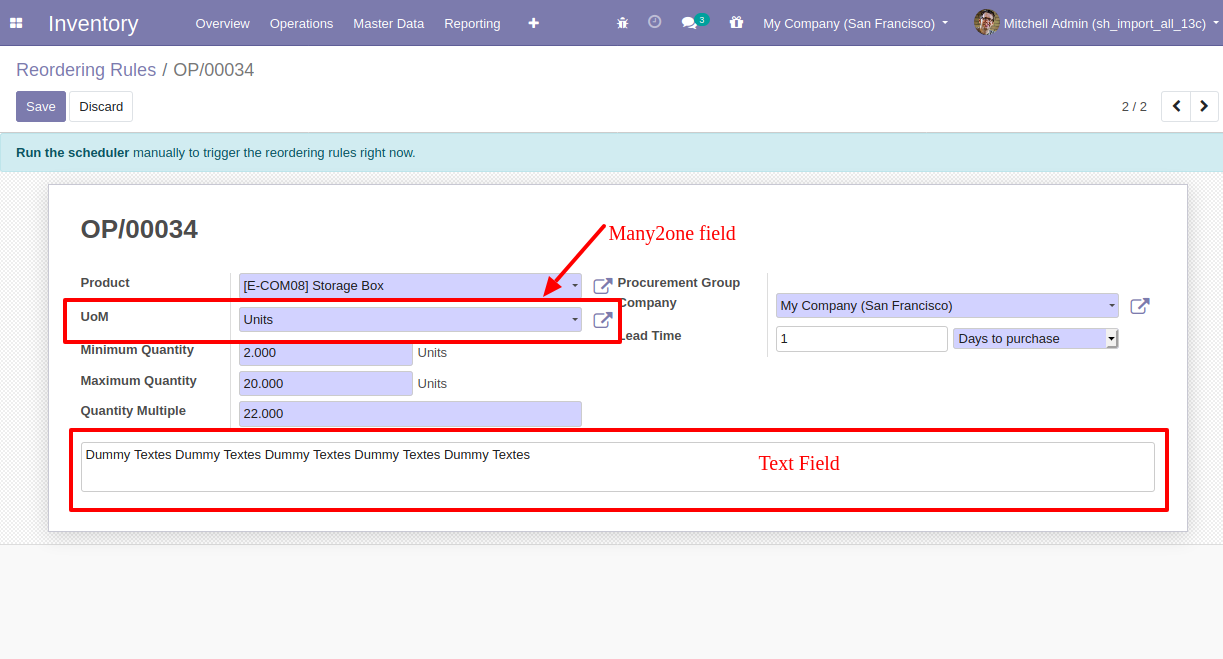 Inventory Overview Operations Master Data Reporting 3 My Company (San Francisco) Mitchell Admin (sh_import_all_13c)
Reordering Rules / OP/00034
Save Discard 2 / 2
Run the scheduler manually to trigger the reordering rules right now.
OP/00034
Many2one field
Product [E-COM08] Storage Box
UoM Units
Minimum Quantity 2.000 Units
Maximum Quantity 20.000 Units
Quantity Multiple 22.000
Procurement Group
Company My Company (San Francisco)
Lead Time 1 Days to purchase
Dummy Textes Dummy Textes Dummy Textes Dummy Textes Dummy Textes
Text Field